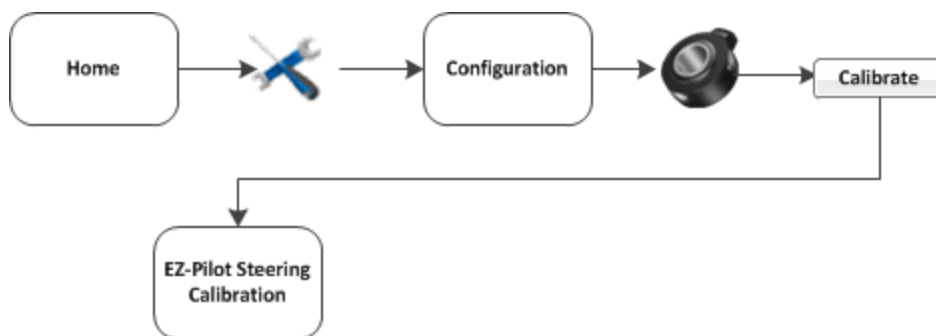 Home
Configuration
Calibrate
EZ-Pilot Steering
Calibration